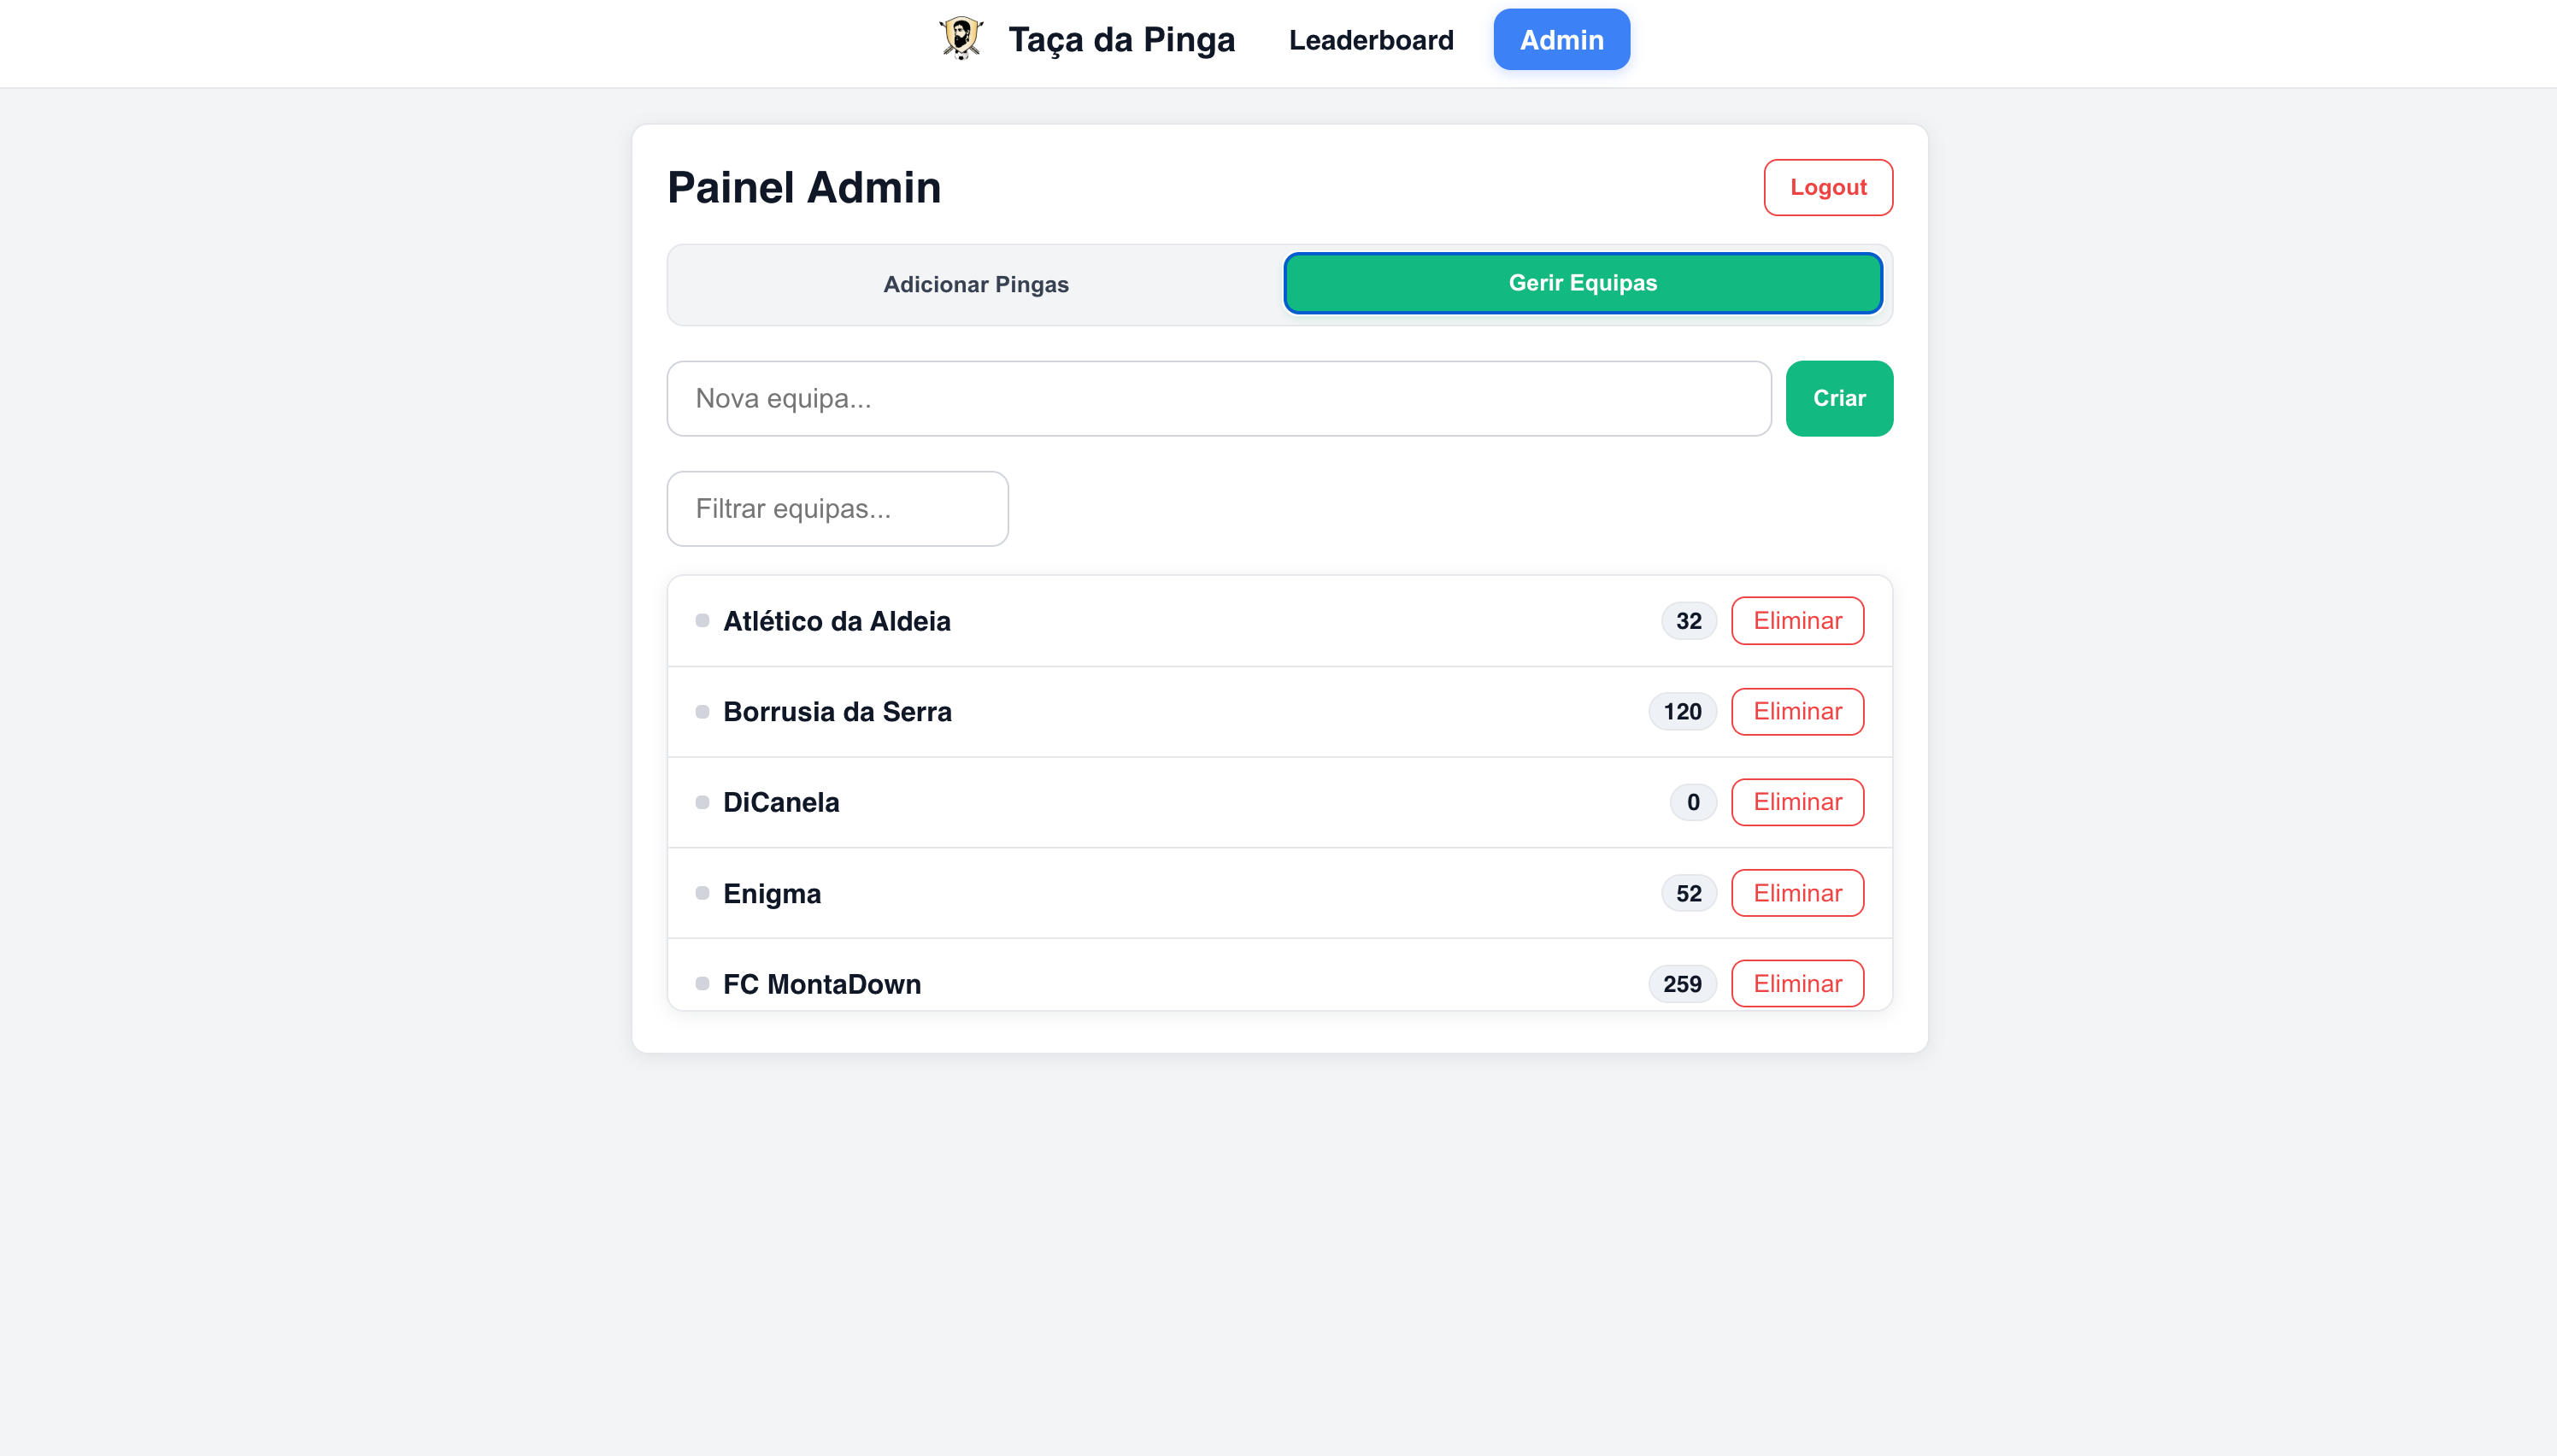 Taça da Pinga
Leaderboard
Admin
Painel Admin
Logout
Adicionar Pingas
Gerir Equipas
Nova equipa...
Criar
Filtrar equipas...
Atlético da Aldeia 32 Eliminar
Borrusia da Serra 120 Eliminar
DiCanela 0 Eliminar
Enigma 52 Eliminar
FC MontaDown 259 Eliminar